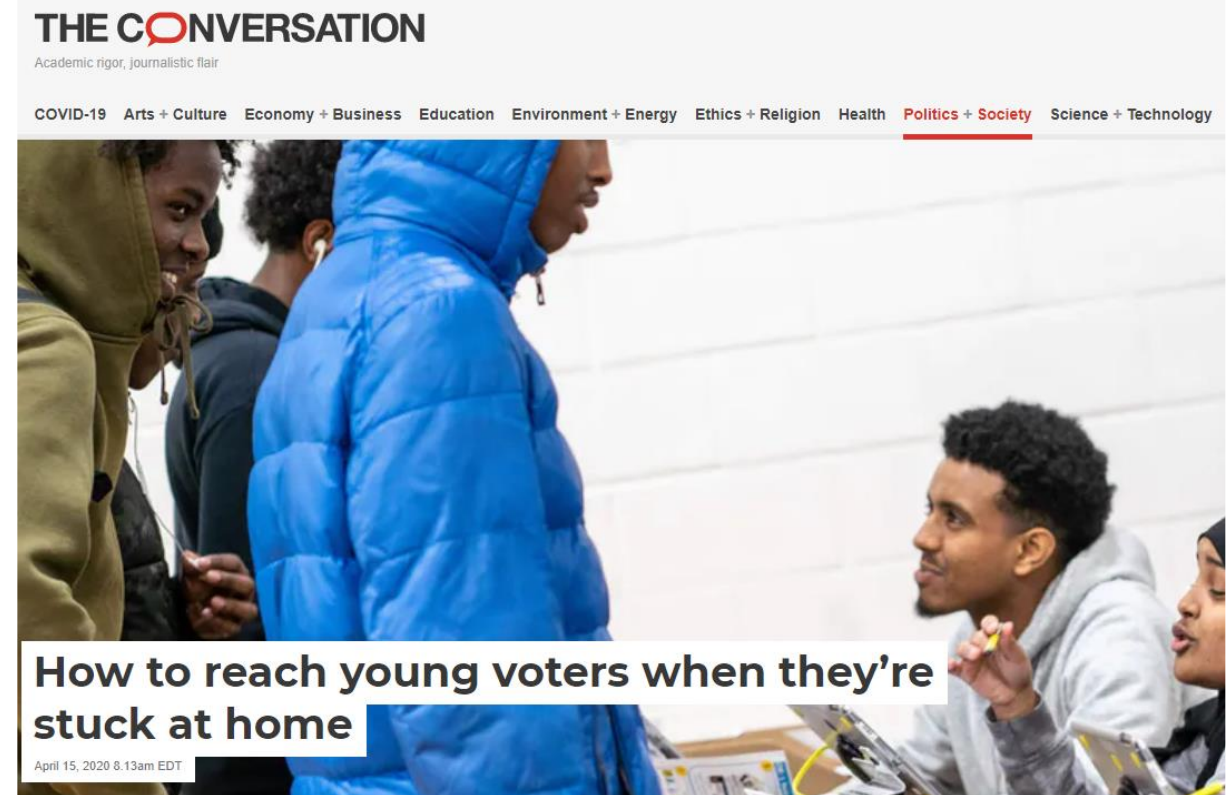 THE CONVERSATION
Academic rigor, journalistic flair
COVID-19 Arts + Culture Economy + Business Education Environment + Energy Ethics + Religion Health Politics + Society Science + Technology
How to reach young voters when they’re
stuck at home
April 15, 2020 8.13am EDT